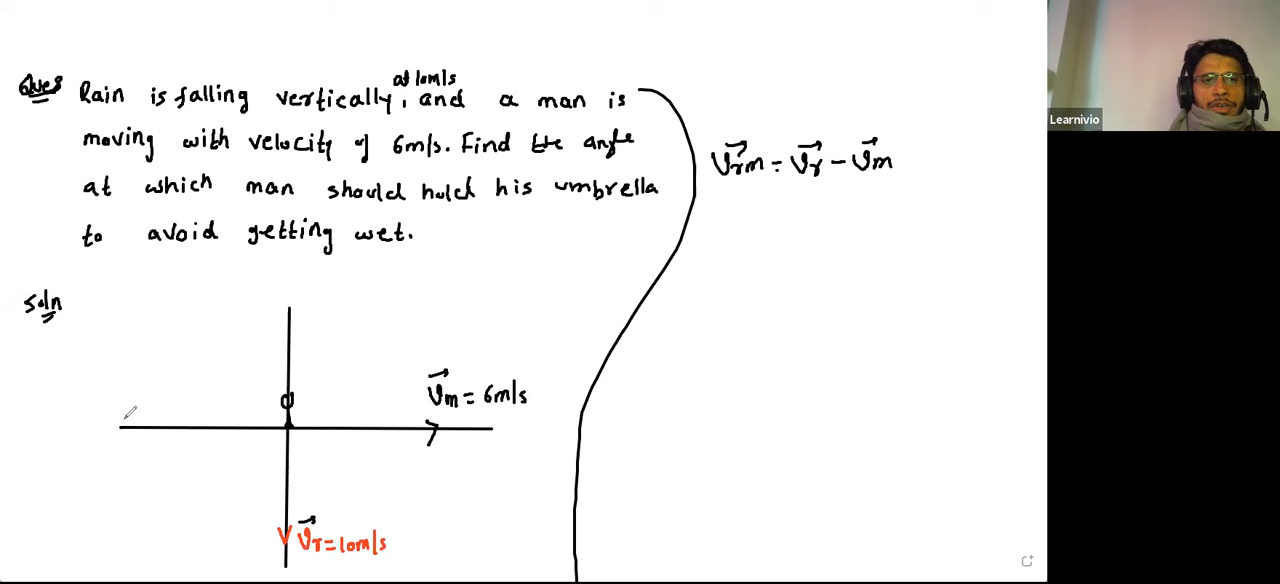 Ques Rain is falling vertically, at 10m/s and a man is
moving with velocity of 6m/s. Find the angle
at which man should hold his umbrella
to avoid getting wet.
V⃗rm = V⃗r − V⃗m
Soln
V⃗m = 6m/s
V⃗r = 10m/s
Learnivio